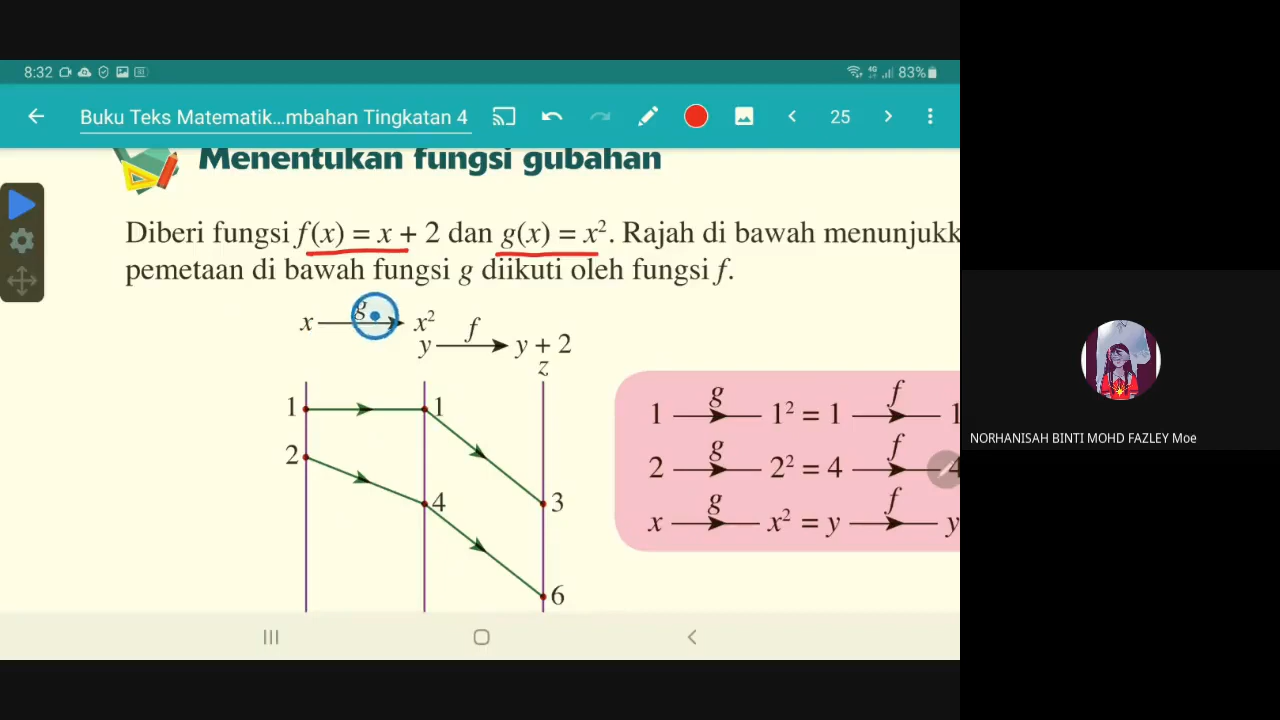 8:32
83%
Buku Teks Matematik...mbahan Tingkatan 4
25
Menentukan fungsi gubahan
Diberi fungsi f(x) = x + 2 dan g(x) = x². Rajah di bawah menunjukk
pemetaan di bawah fungsi g diikuti oleh fungsi f.
x g x²
y f y + 2
z
1 1
2
4 3
6
1 g 1² = 1 f 1
2 g 2² = 4 f 4
x g x² = y f y
NORHANISAH BINTI MOHD FAZLEY Moe